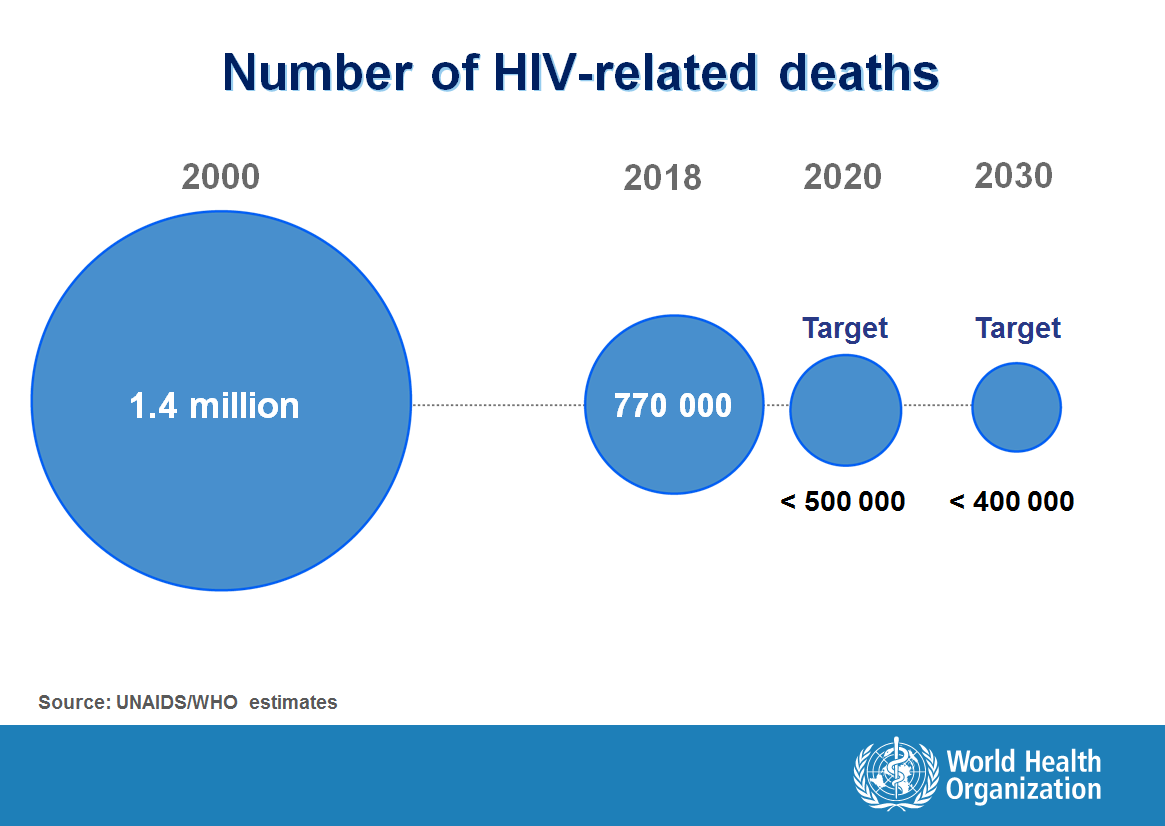 Number of HIV-related deaths
2000
2018
2020
2030
Target
Target
1.4 million
770 000
< 500 000
< 400 000
Source: UNAIDS/WHO estimates
World Health
Organization